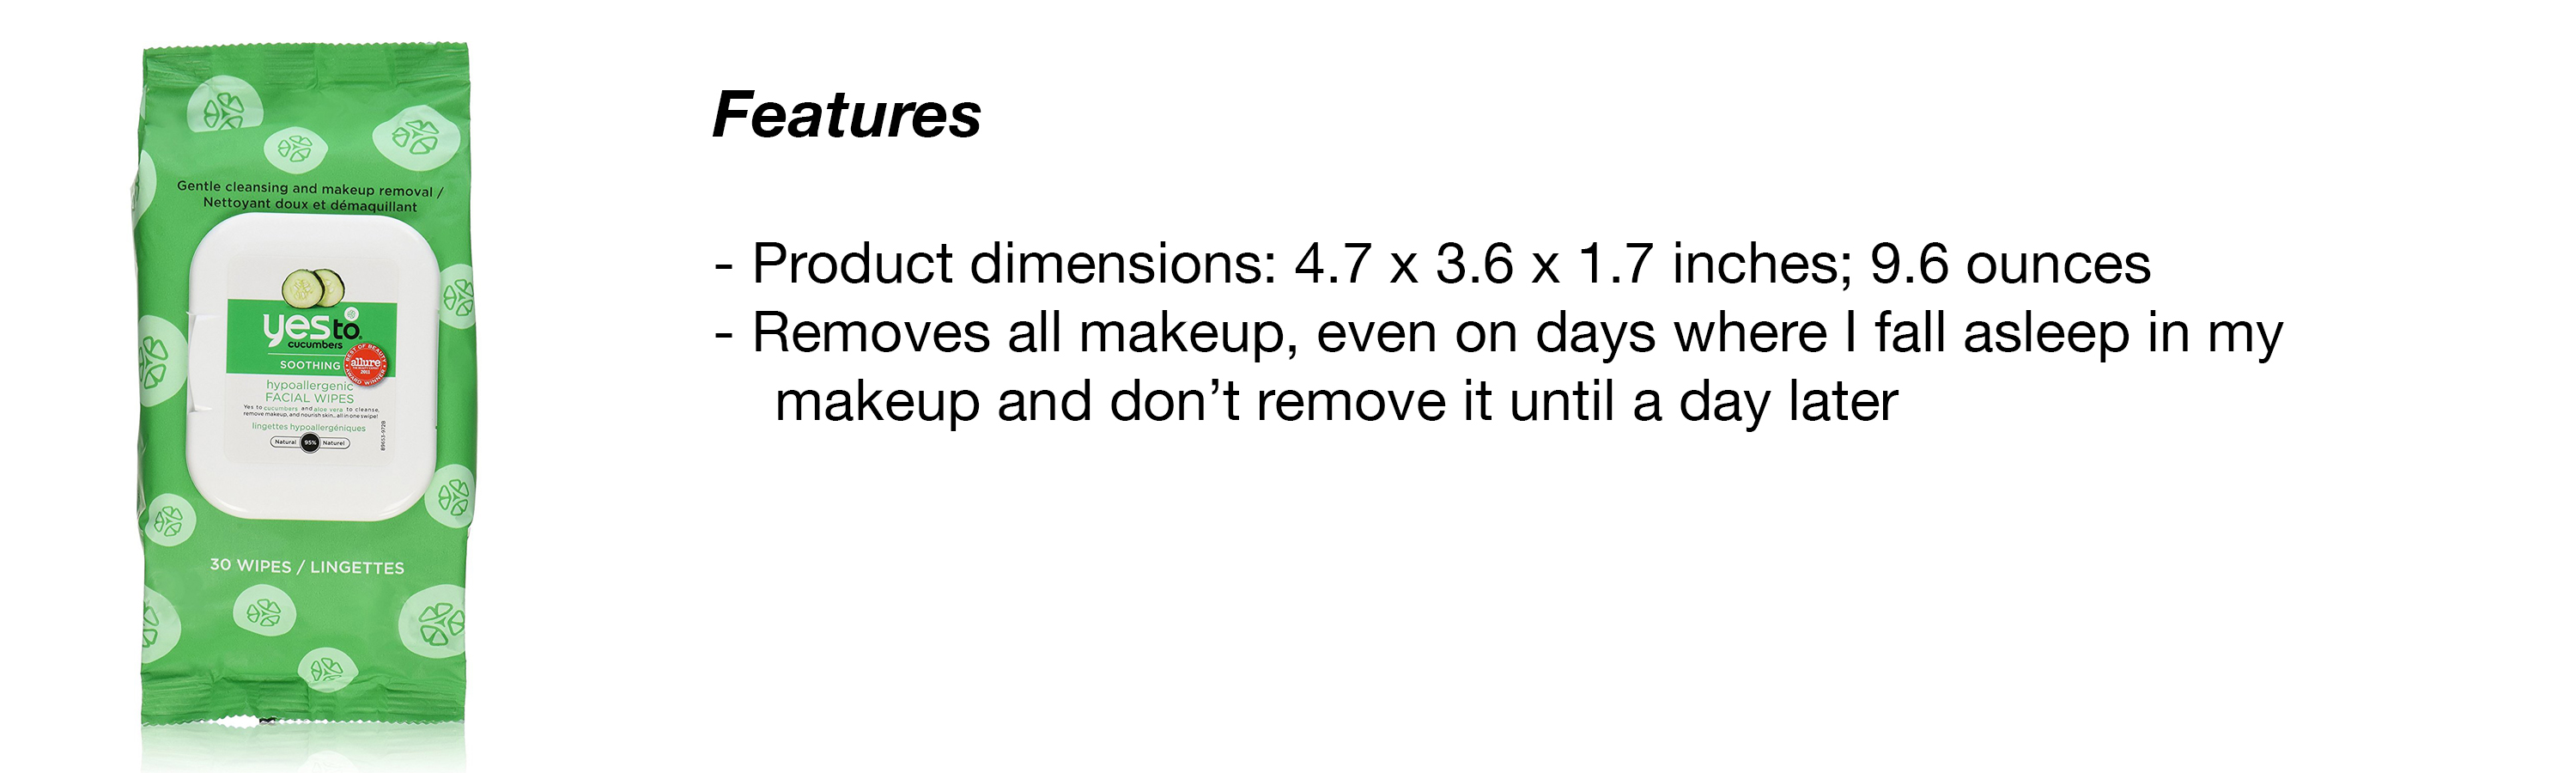 Features
- Product dimensions: 4.7 x 3.6 x 1.7 inches; 9.6 ounces
- Removes all makeup, even on days where I fall asleep in my
makeup and don’t remove it until a day later
Gentle cleansing and makeup removal /
Nettoyant doux et démaquillant
yesto
cucumbers
SOOTHING
BEST OF BEAUTY
allure
2011
AWARD WINNER
hypoallergenic
FACIAL WIPES
Yes to cucumbers and aloe vera to cleanse,
remove makeup, and nourish skin...all in one swipe!
lingettes hypoallergéniques
Natural 95% Naturel
30 WIPES / LINGETTES